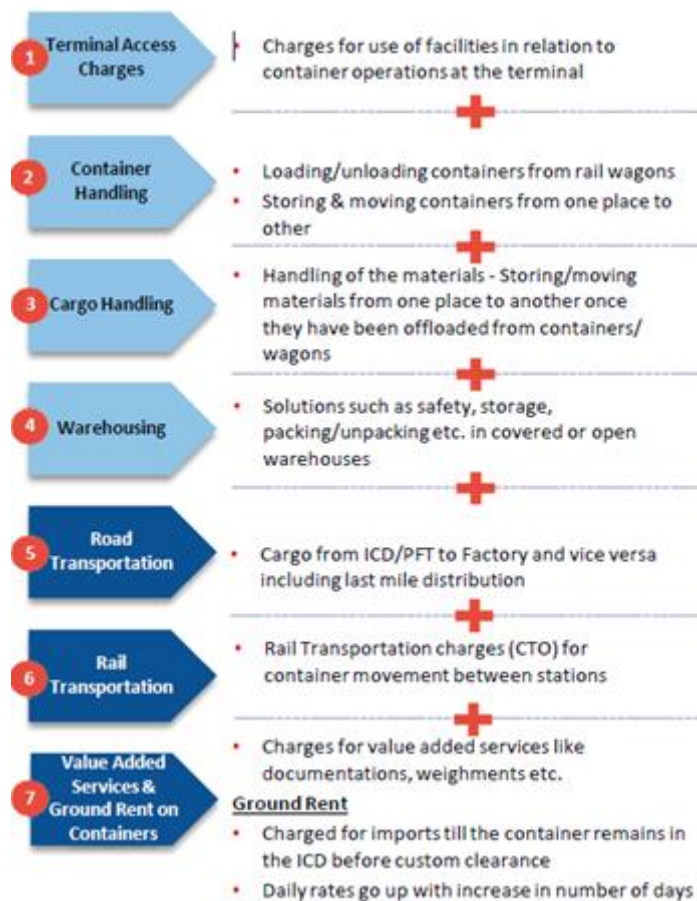 1
Terminal Access
Charges
• Charges for use of facilities in relation to
container operations at the terminal
2
Container
Handling
• Loading/unloading containers from rail wagons
• Storing & moving containers from one place to
other
3
Cargo Handling
• Handling of the materials - Storing/moving
materials from one place to another once
they have been offloaded from containers/
wagons
4
Warehousing
• Solutions such as safety, storage,
packing/unpacking etc. in covered or open
warehouses
5
Road
Transportation
• Cargo from ICD/PFT to Factory and vice versa
including last mile distribution
6
Rail
Transportation
• Rail Transportation charges (CTO) for
container movement between stations
7
Value Added
Services &
Ground Rent on
Containers
• Charges for value added services like
documentations, weighments etc.
Ground Rent
• Charged for imports till the container remains in
the ICD before custom clearance
• Daily rates go up with increase in number of days